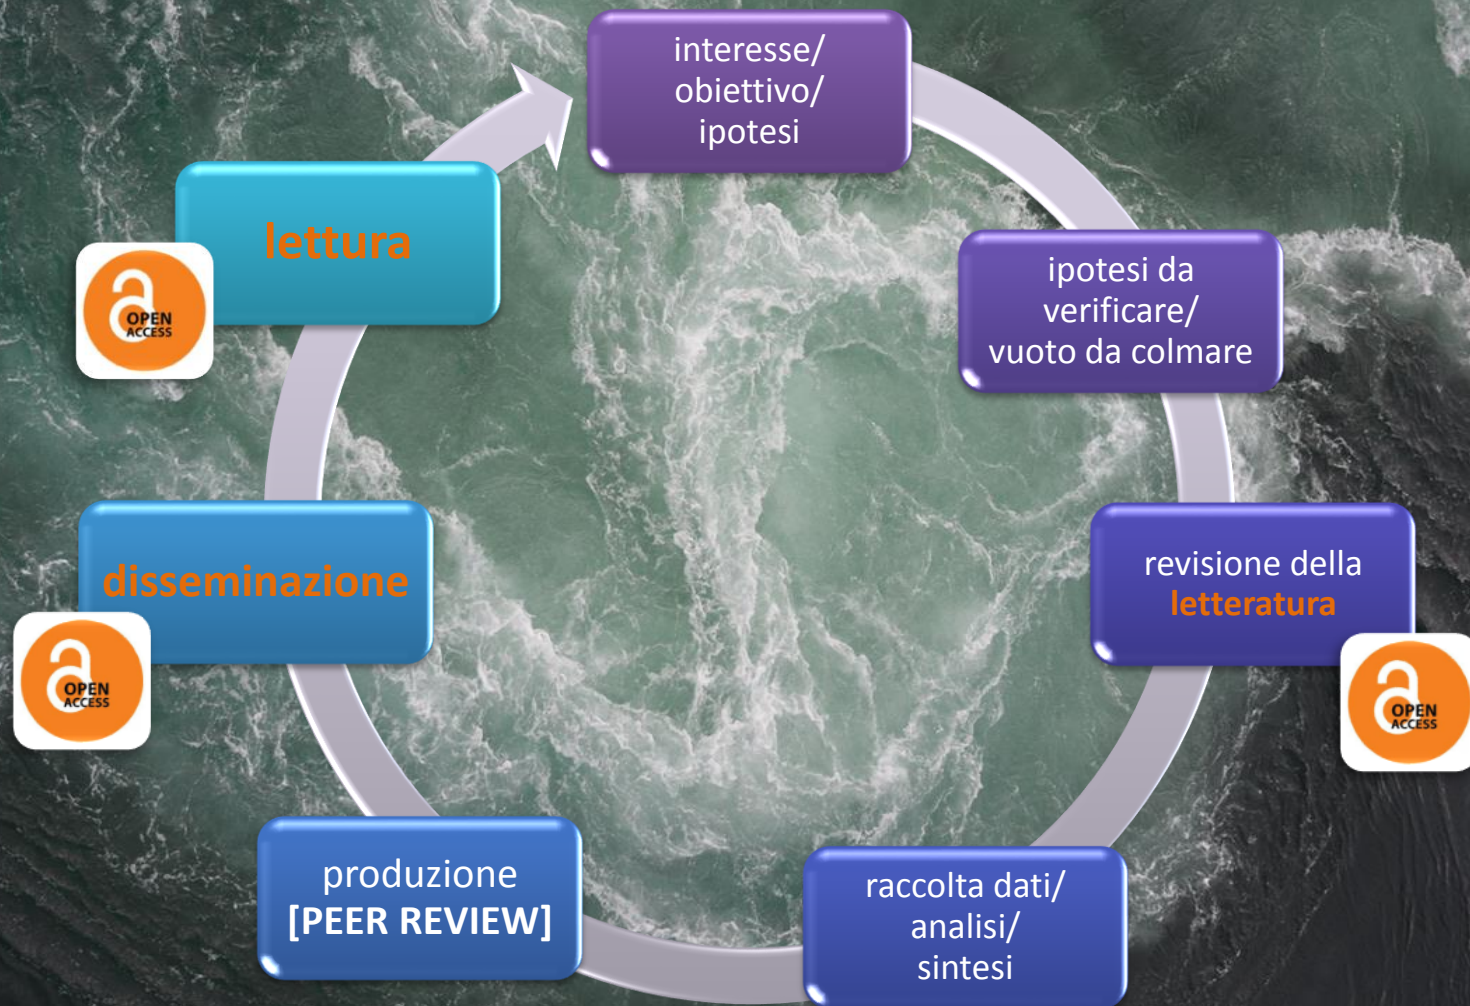 interesse/
obiettivo/
ipotesi
ipotesi da
verificare/
vuoto da colmare
revisione della
letteratura
OPEN
ACCESS
raccolta dati/
analisi/
sintesi
produzione
[PEER REVIEW]
disseminazione
OPEN
ACCESS
lettura
OPEN
ACCESS